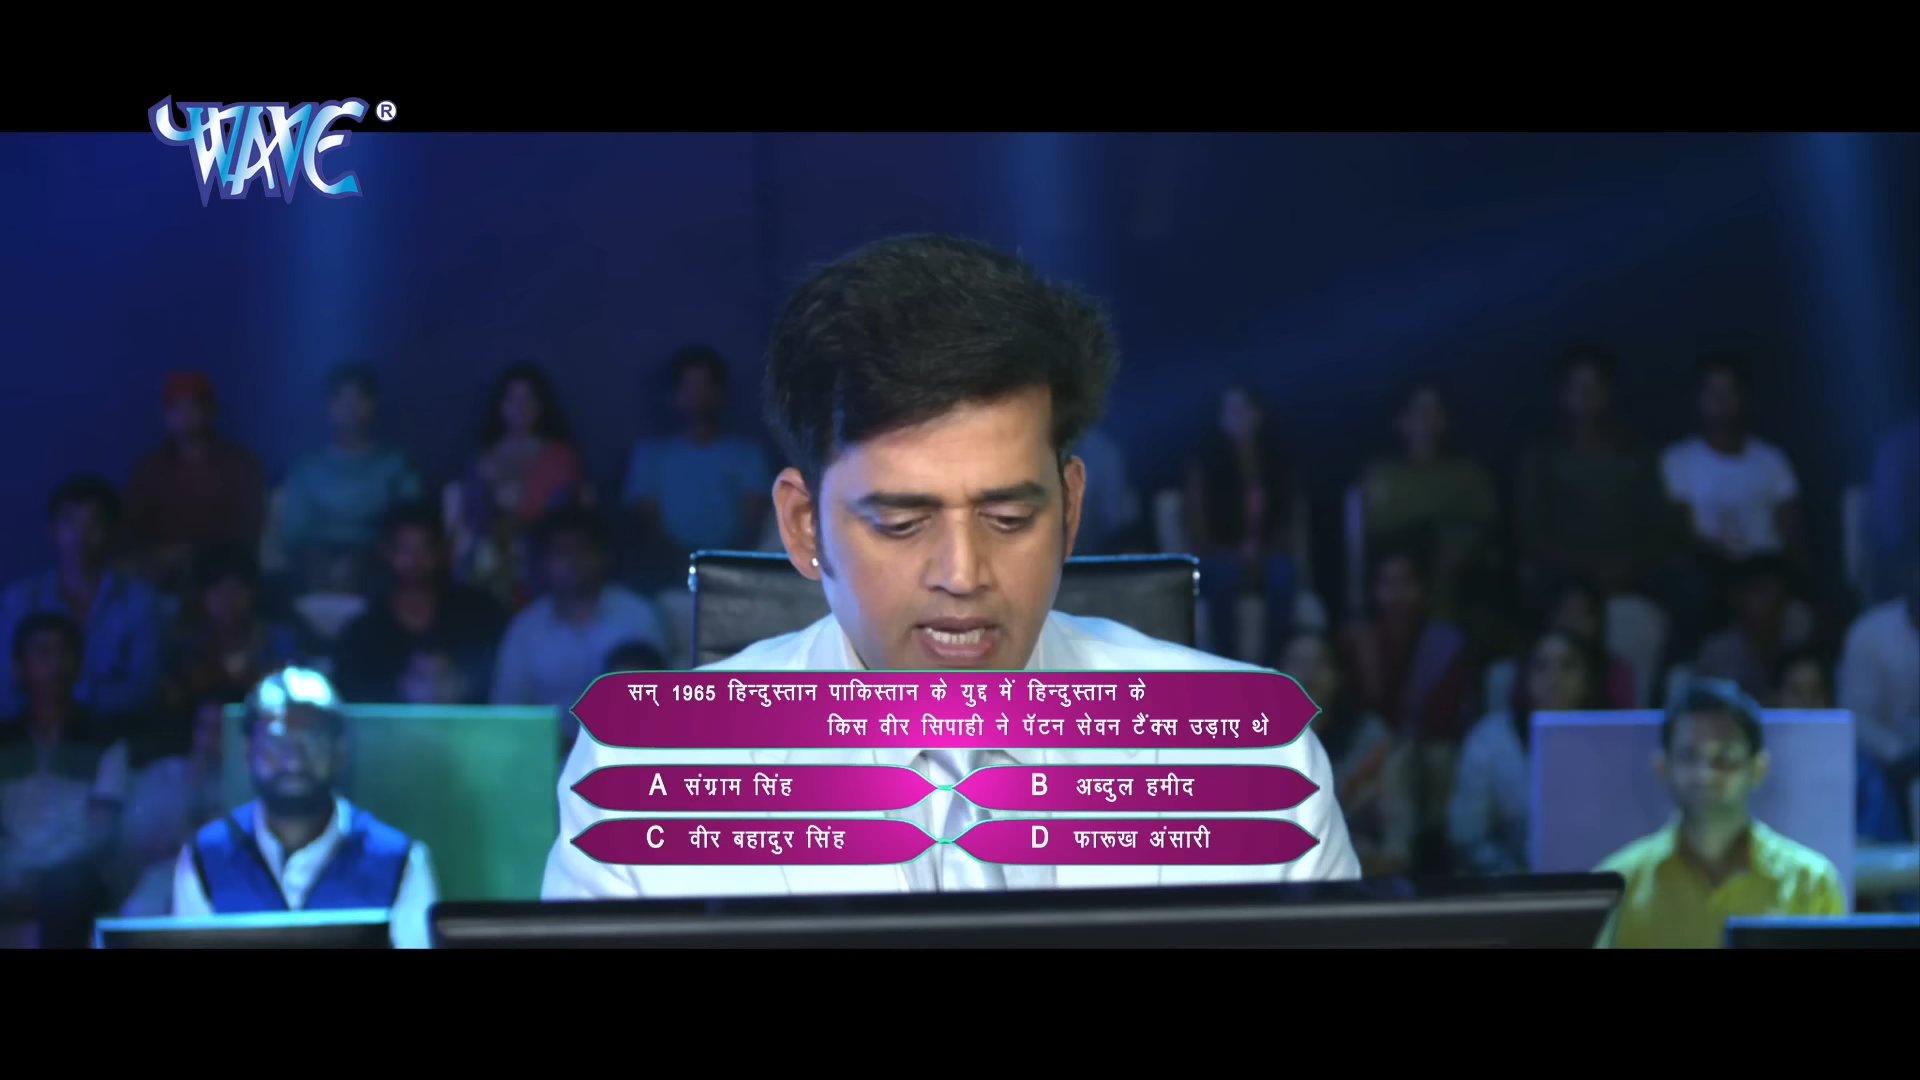 WAVE ®
सन् 1965 हिन्दुस्तान पाकिस्तान के युद्द में हिन्दुस्तान के
किस वीर सिपाही ने पॅटन सेवन टैंक्स उड़ाए थे
A संग्राम सिंह
B अब्दुल हमीद
C वीर बहादुर सिंह
D फारूख अंसारी